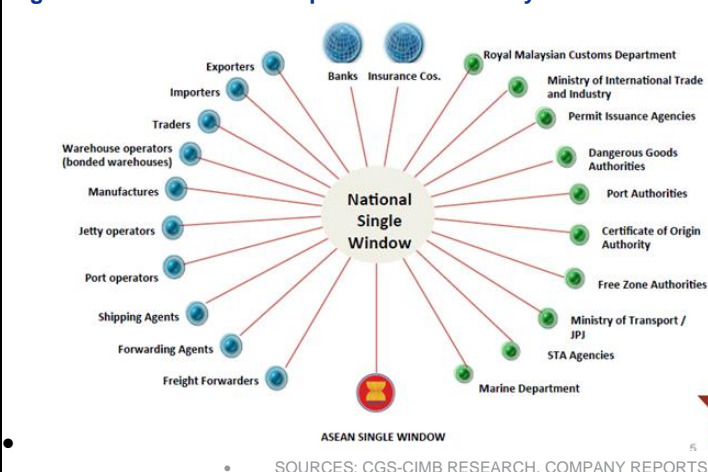 Exporters
Importers
Traders
Warehouse operators
(bonded warehouses)
Manufactures
Jetty operators
Port operators
Shipping Agents
Forwarding Agents
Freight Forwarders
Banks
Insurance Cos.
National
Single
Window
Royal Malaysian Customs Department
Ministry of International Trade
and Industry
Permit Issuance Agencies
Dangerous Goods
Authorities
Port Authorities
Certificate of Origin
Authority
Free Zone Authorities
Ministry of Transport /
JPJ
STA Agencies
Marine Department
ASEAN SINGLE WINDOW
SOURCES: CGS-CIMB RESEARCH, COMPANY REPORTS